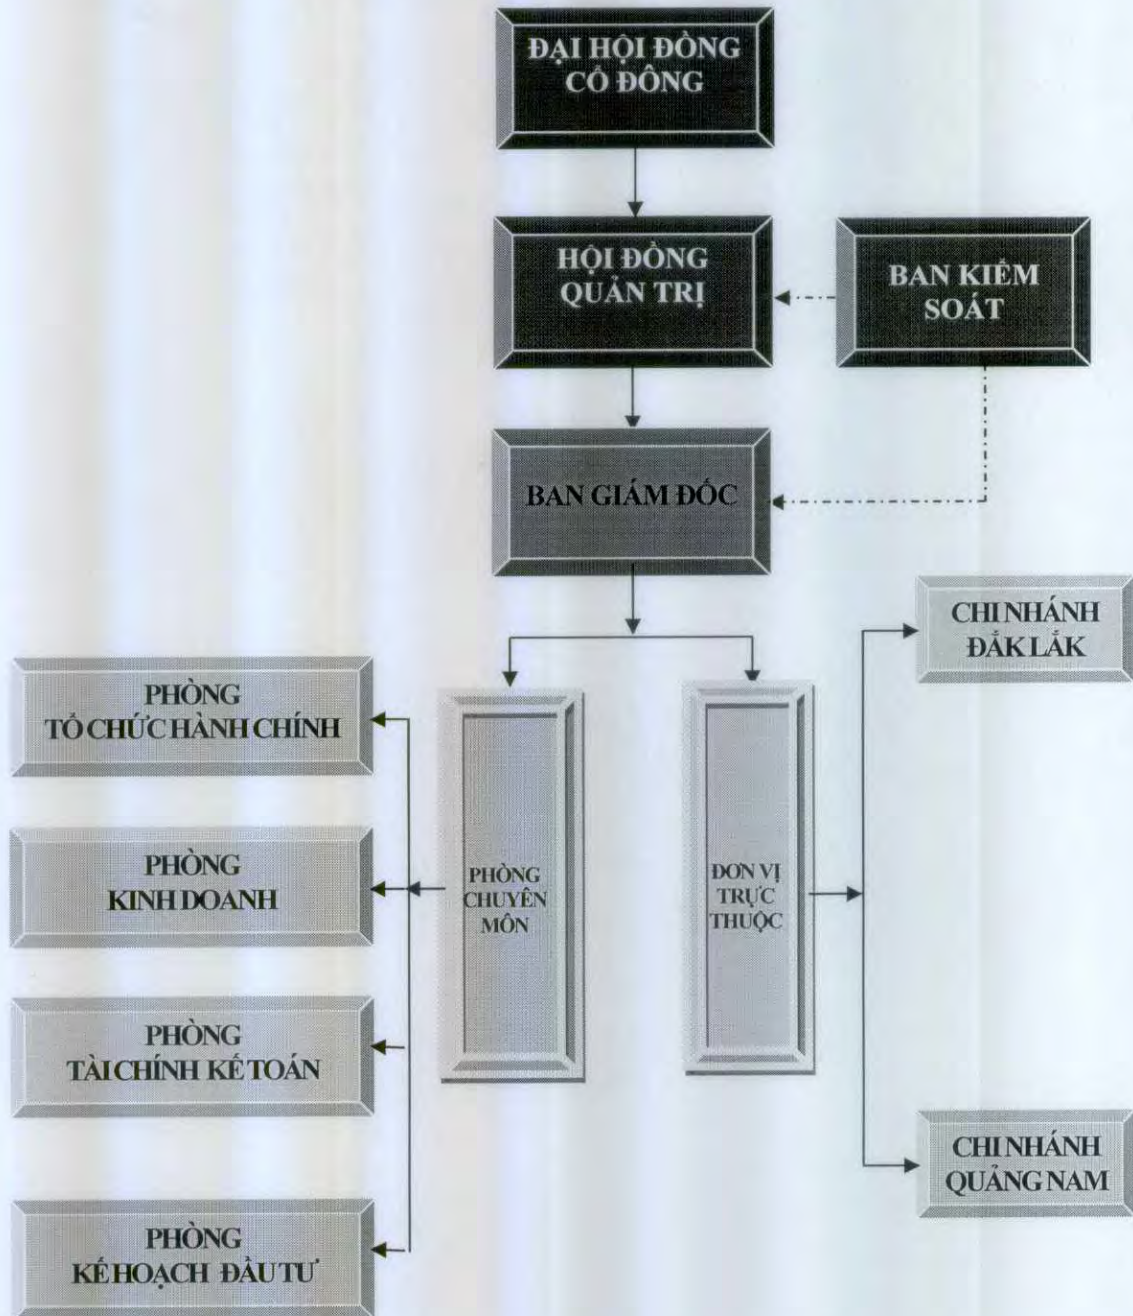 ĐẠI HỘI ĐỒNG
CỔ ĐÔNG
HỘI ĐỒNG
QUẢN TRỊ
BAN KIỂM
SOÁT
BAN GIÁM ĐỐC
CHI NHÁNH
ĐẮK LẮK
PHÒNG
TỔ CHỨC HÀNH CHÍNH
PHÒNG
KINH DOANH
PHÒNG
CHUYÊN
MÔN
ĐƠN VỊ
TRỰC
THUỘC
PHÒNG
TÀI CHÍNH KẾ TOÁN
CHI NHÁNH
QUẢNG NAM
PHÒNG
KẾ HOẠCH ĐẦU TƯ